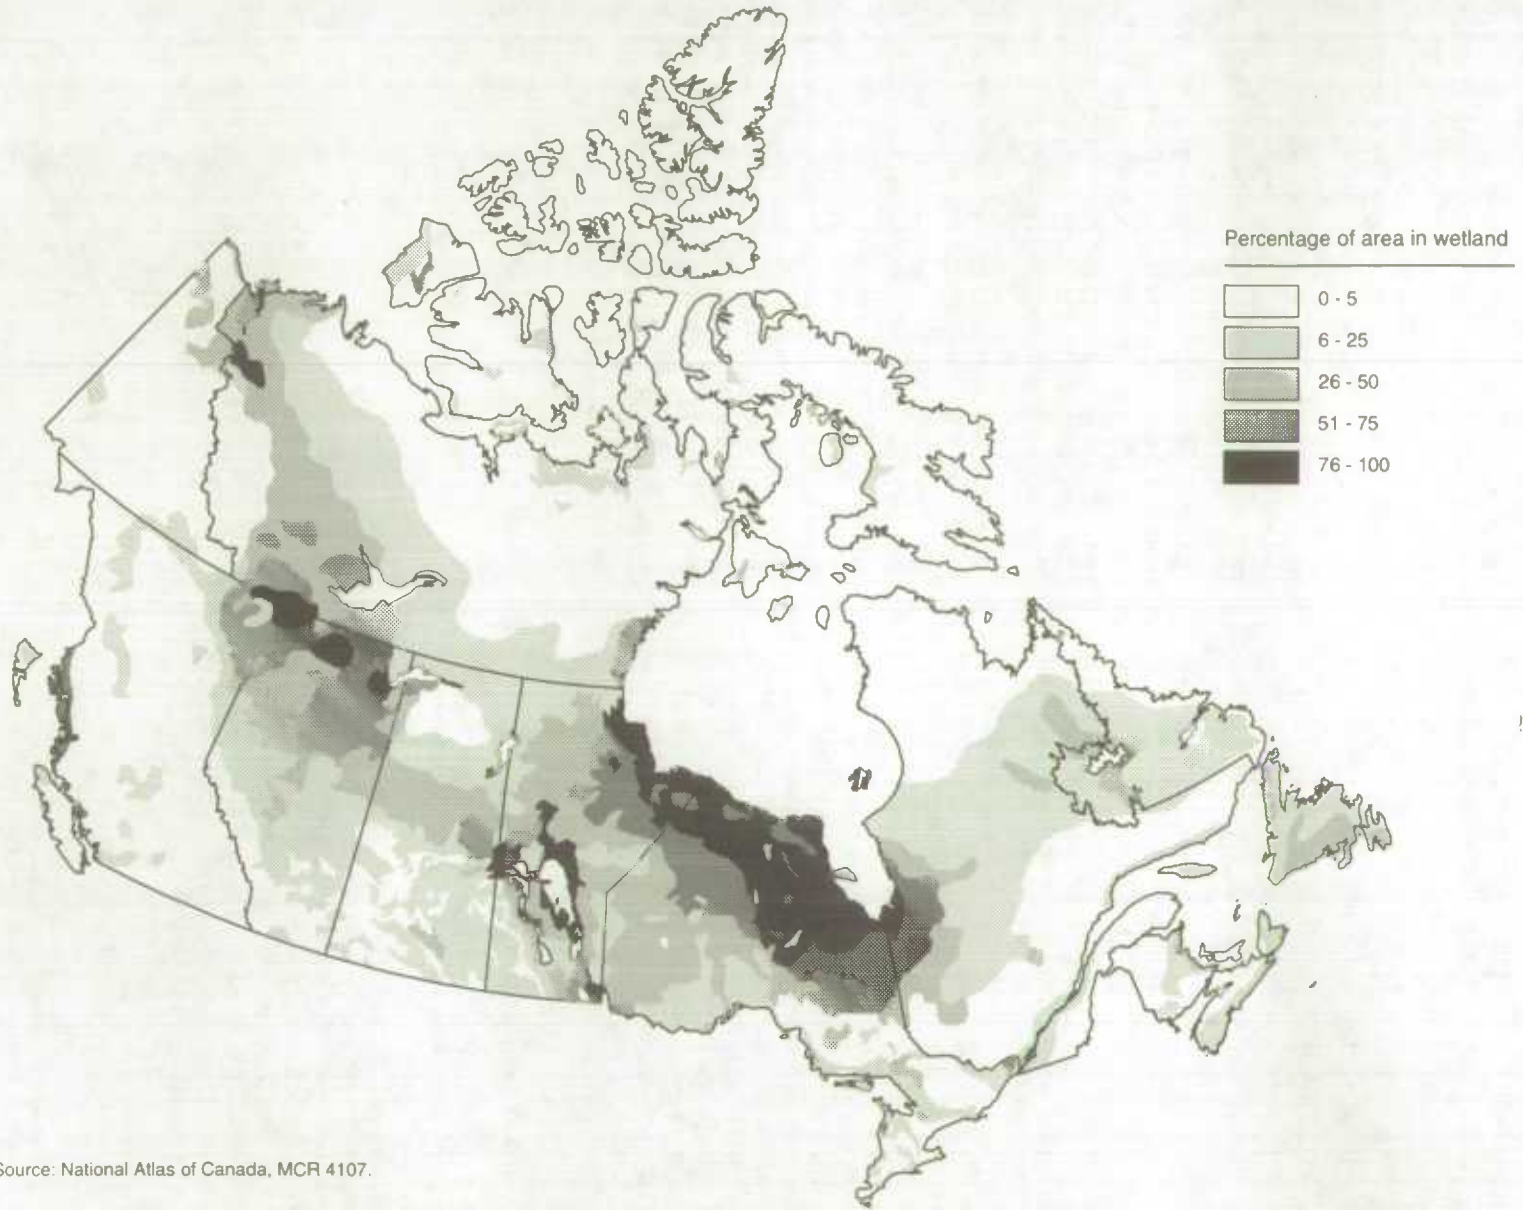 Percentage of area in wetland
0 - 5
6 - 25
26 - 50
51 - 75
76 - 100
Source: National Atlas of Canada, MCR 4107.